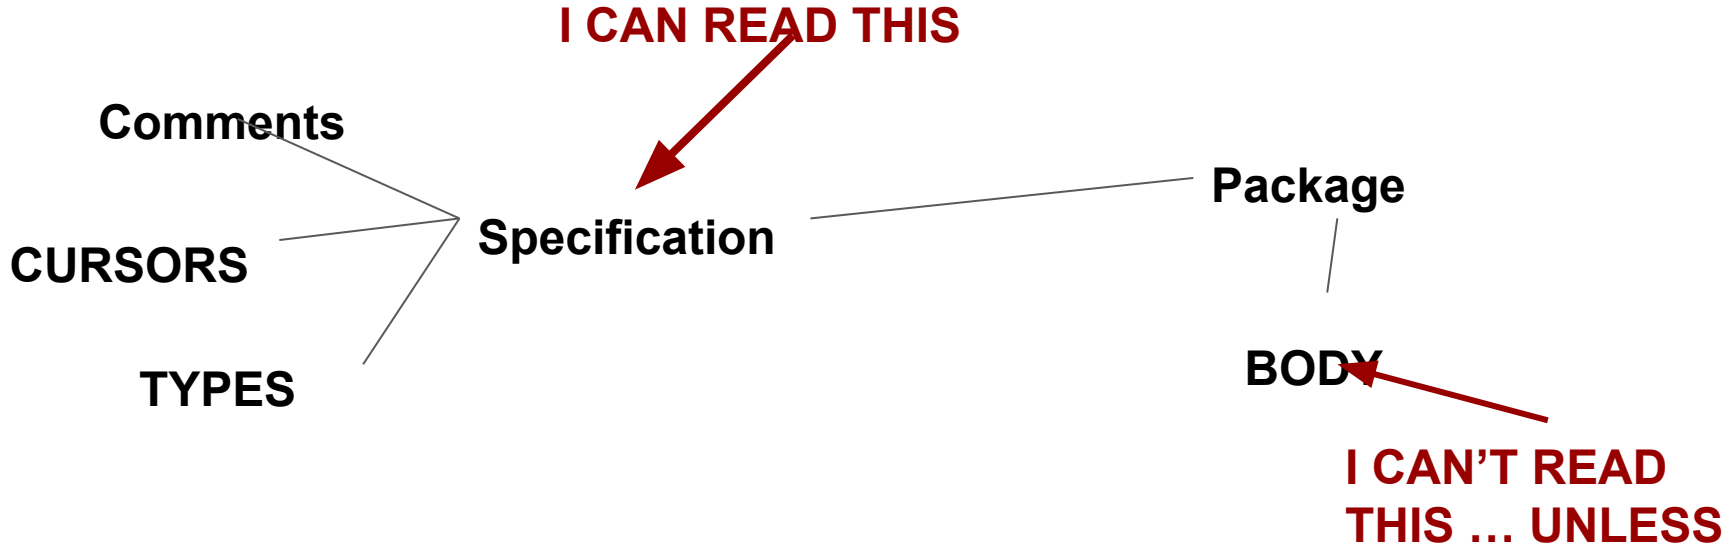 I CAN READ THIS
Comments
Package
Specification
CURSORS
BODY
TYPES
I CAN’T READ
THIS … UNLESS